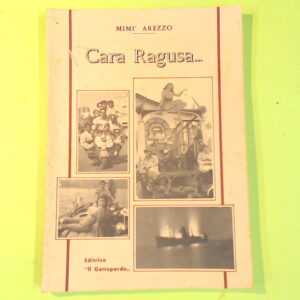 MIMI' AREZZO
Cara Ragusa...
Editrice
"Il Gattopardo„